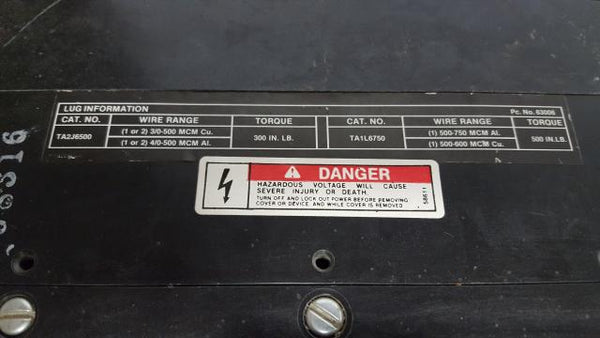 LUG INFORMATION
Pc. No. 63006
CAT. NO. WIRE RANGE TORQUE CAT. NO. WIRE RANGE TORQUE
TA2J6500 (1 or 2) 3/0-500 MCM Cu. 300 IN. LB. TA1L6750 (1) 500-750 MCM Al. 500 IN. LB.
(1 or 2) 4/0-500 MCM Al. (1) 500-600 MCM Cu.
DANGER
HAZARDOUS VOLTAGE WILL CAUSE
SEVERE INJURY OR DEATH.
TURN OFF AND LOCK OUT POWER BEFORE REMOVING
COVER OR DEVICE, AND WHILE COVER IS REMOVED
58611